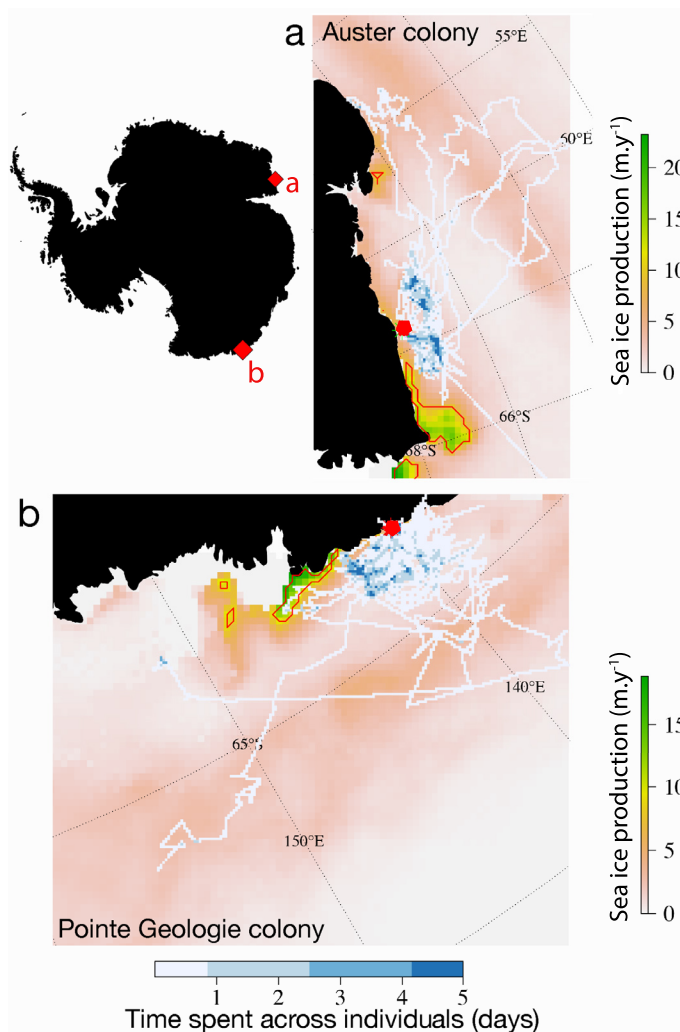 a
Auster colony
55°E
60°E
66°S
68°S
a
b
Sea ice production (m.y⁻¹)
20
15
10
5
0
b
140°E
65°S
150°E
Pointe Geologie colony
Sea ice production (m.y⁻¹)
15
10
5
0
1 2 3 4 5
Time spent across individuals (days)